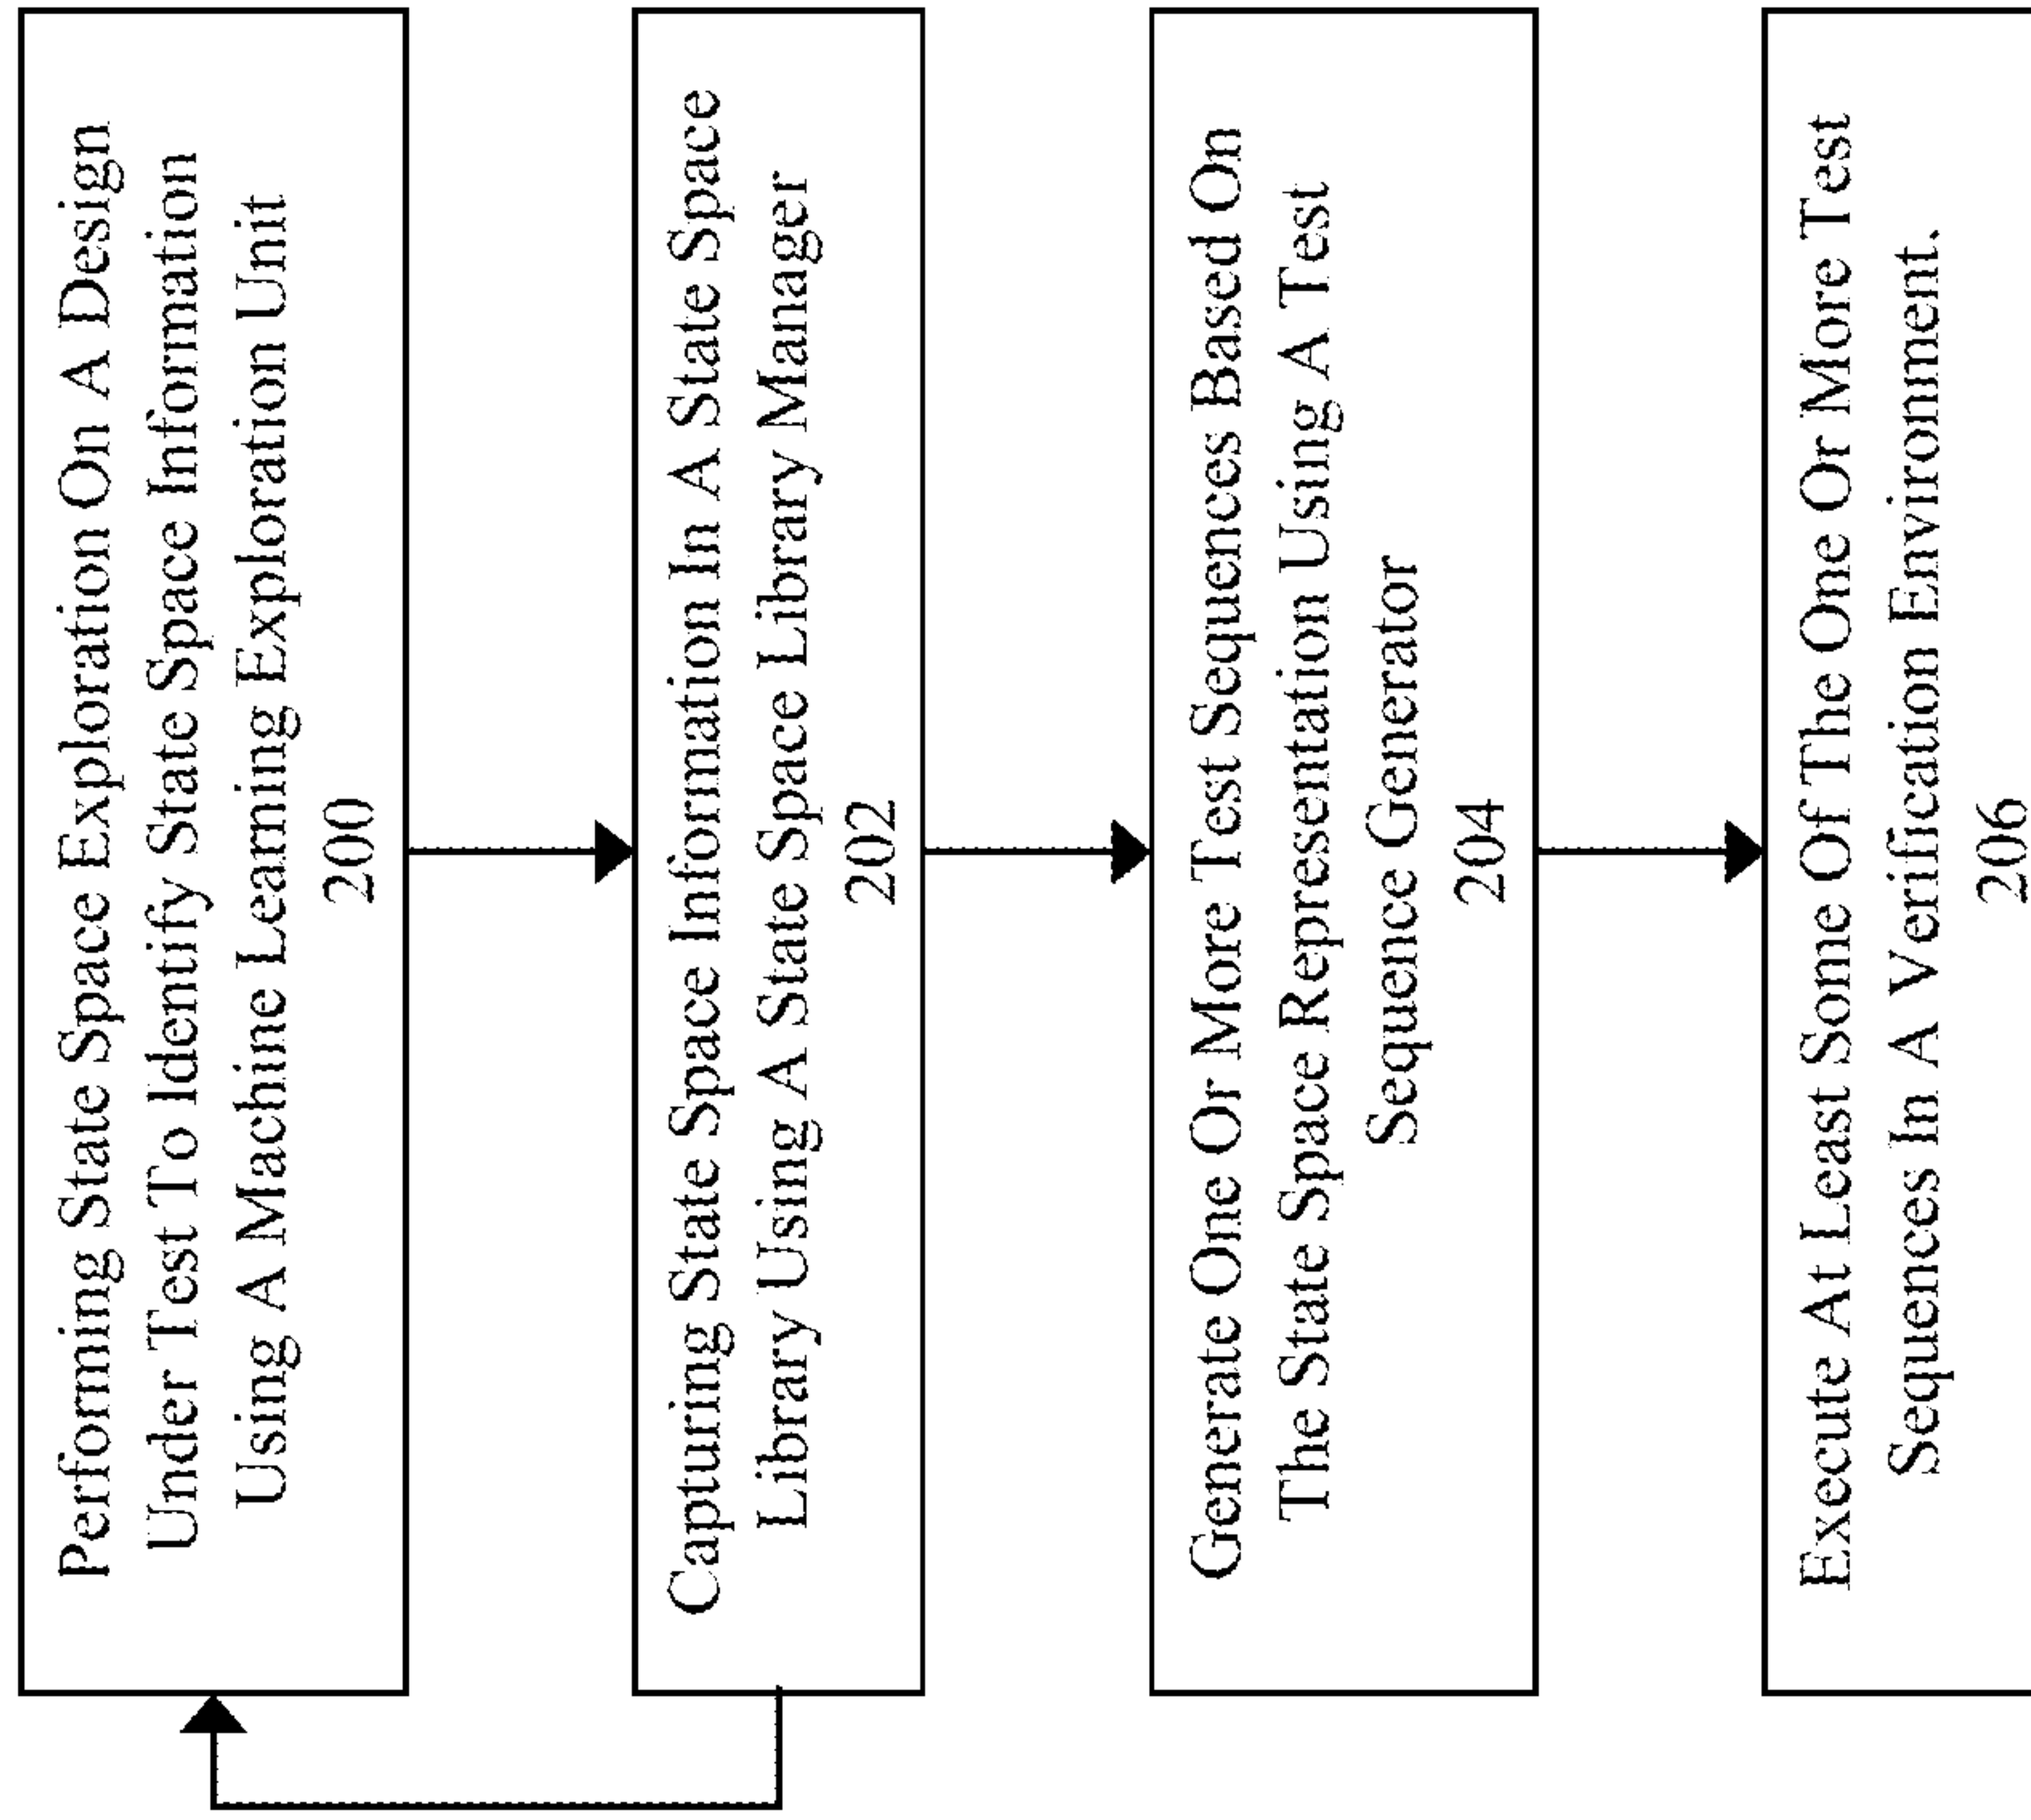 Performing State Space Exploration On A Design
Under Test To Identify State Space Information
Using A Machine Learning Exploration Unit
200
Capturing State Space Information In A State Space
Library Using A State Space Library Manager
202
Generate One Or More Test Sequences Based On
The State Space Representation Using A Test
Sequence Generator
204
Execute At Least Some Of The One Or More Test
Sequences In A Verification Environment.
206